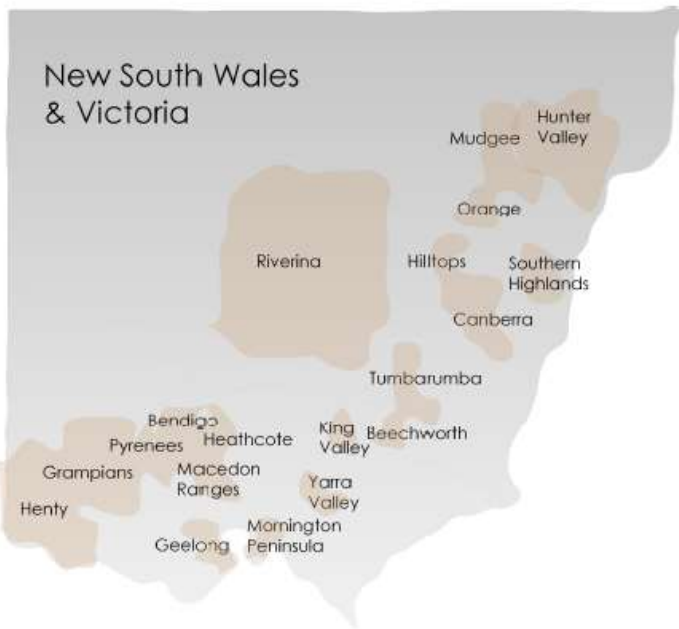 New South Wales
& Victoria
Hunter
Valley
Mudgee
Orange
Riverina
Hilltops
Southern
Highlands
Canberra
Tumbarumba
Bendigo
Pyrenees
Heathcote
King
Valley
Beechworth
Grampians
Macedon
Ranges
Yarra
Valley
Henty
Geelong
Mornington
Peninsula